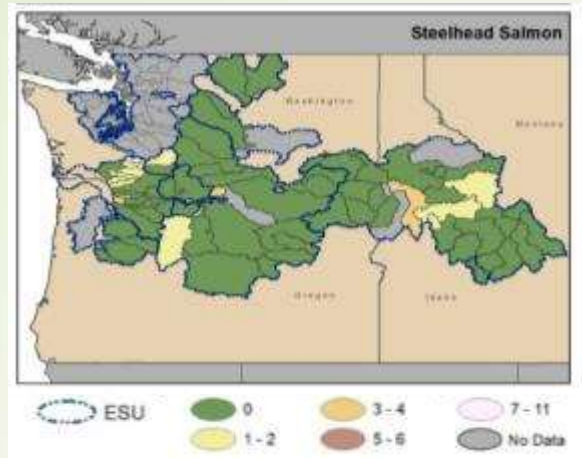 Steelhead Salmon
Washington
Montana
Oregon
Idaho
ESU
0
3 - 4
7 - 11
1 - 2
5 - 6
No Data